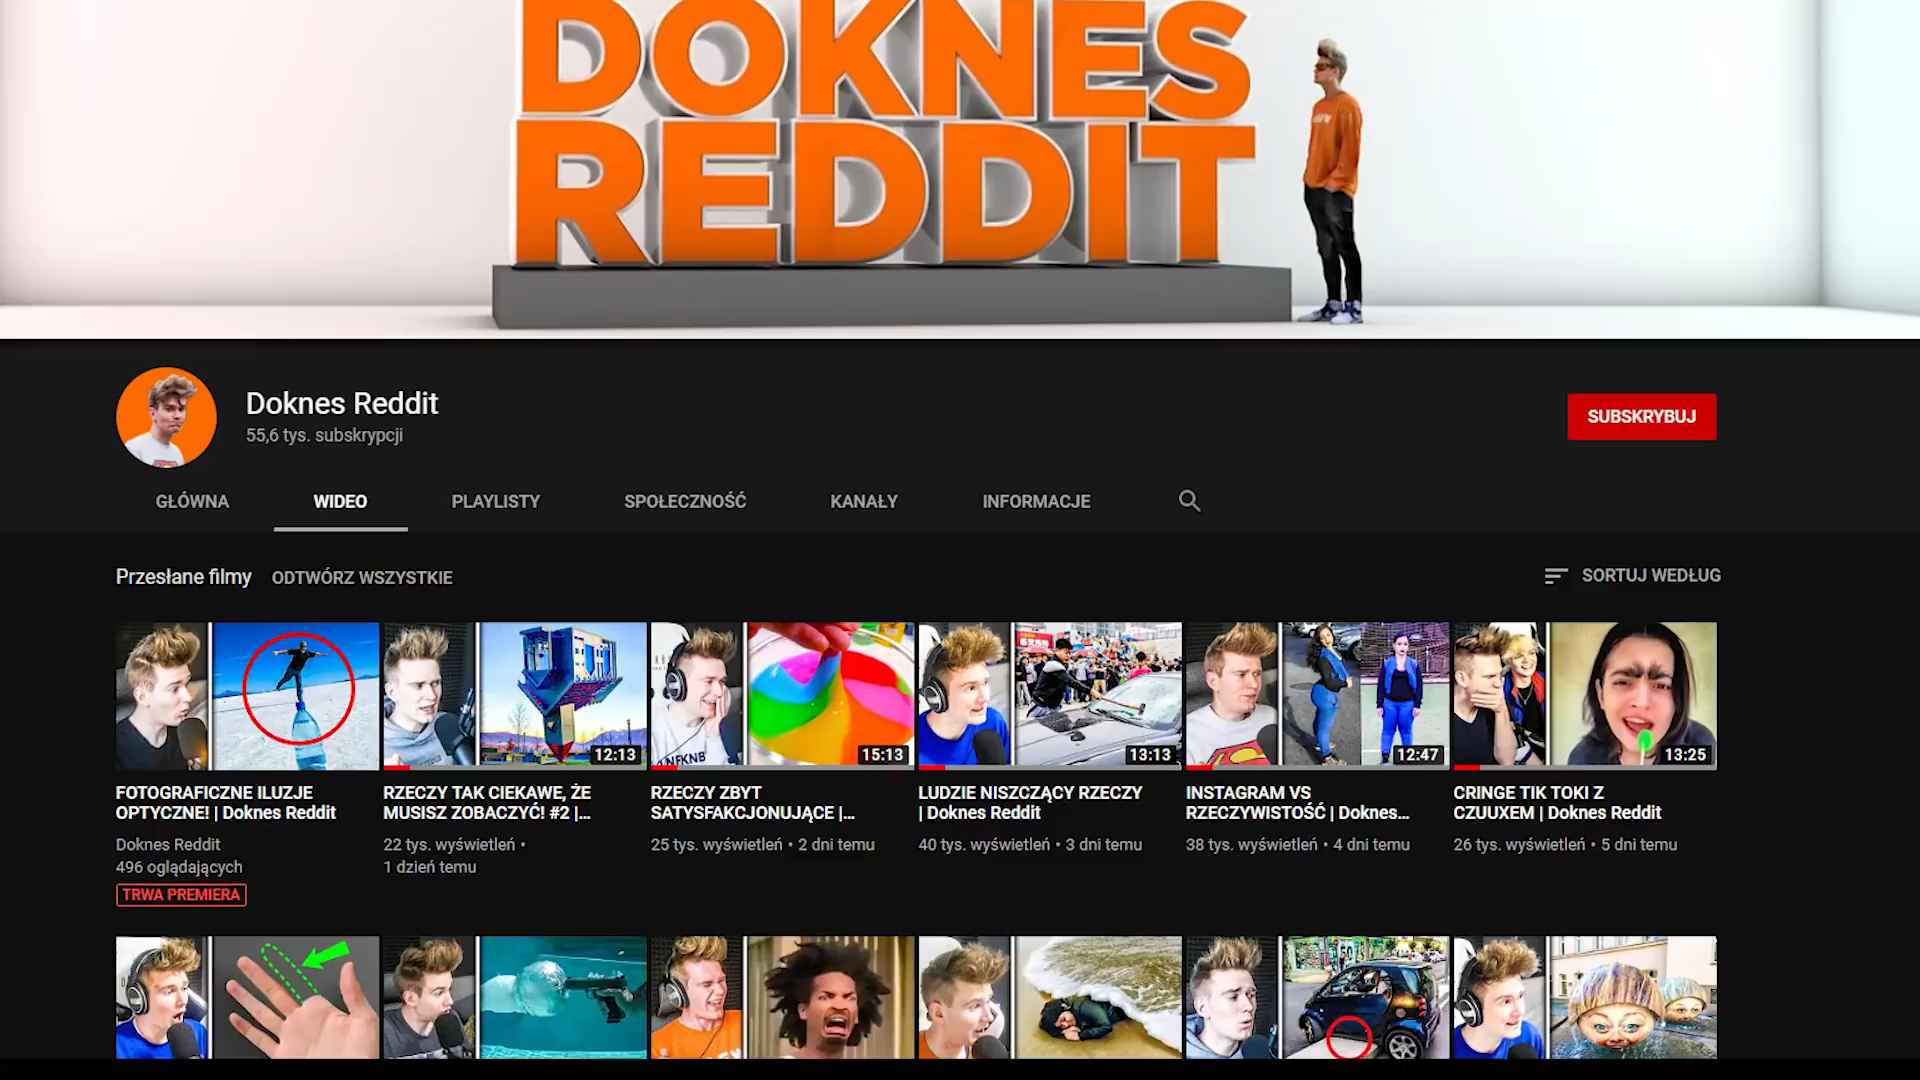 DOKNES
REDDIT
Doknes Reddit
55,6 tys. subskrypcji
SUBSKRYBUJ
GŁÓWNA
WIDEO
PLAYLISTY
SPOŁECZNOŚĆ
KANAŁY
INFORMACJE
Przesłane filmy
ODTWÓRZ WSZYSTKIE
SORTUJ WEDŁUG
12:13
15:13
13:13
12:47
13:25
FOTOGRAFICZNE ILUZJE
OPTYCZNE! | Doknes Reddit
Doknes Reddit
496 oglądających
TRWA PREMIERA
RZECZY TAK CIEKAWE, ŻE
MUSISZ ZOBACZYĆ! #2 |...
22 tys. wyświetleń •
1 dzień temu
RZECZY ZBYT
SATYSFAKCJONUJĄCE |...
25 tys. wyświetleń • 2 dni temu
LUDZIE NISZCZĄCY RZECZY
| Doknes Reddit
40 tys. wyświetleń • 3 dni temu
INSTAGRAM VS
RZECZYWISTOŚĆ | Doknes...
38 tys. wyświetleń • 4 dni temu
CRINGE TIK TOKI Z
CZUUXEM | Doknes Reddit
26 tys. wyświetleń • 5 dni temu